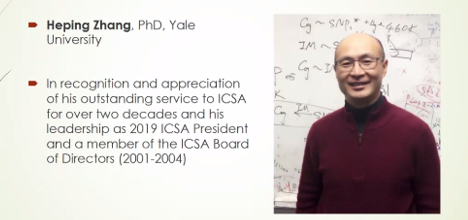 Heping Zhang, PhD, Yale
University
In recognition and appreciation
of his outstanding service to ICSA
for over two decades and his
leadership as 2019 ICSA President
and a member of the ICSA Board
of Directors (2001-2004)
IM